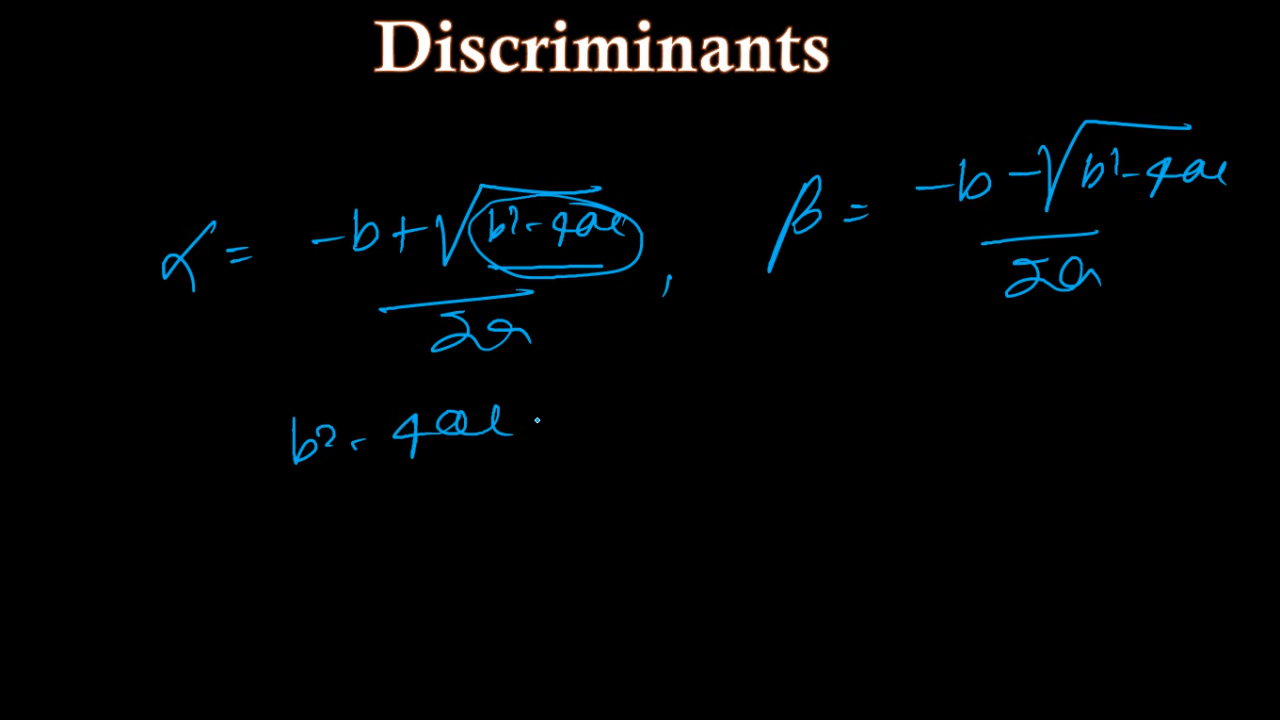 Discriminants
α = (-b + √(b² - 4ac)) / 2a , β = (-b - √(b² - 4ac)) / 2a
b² - 4ac